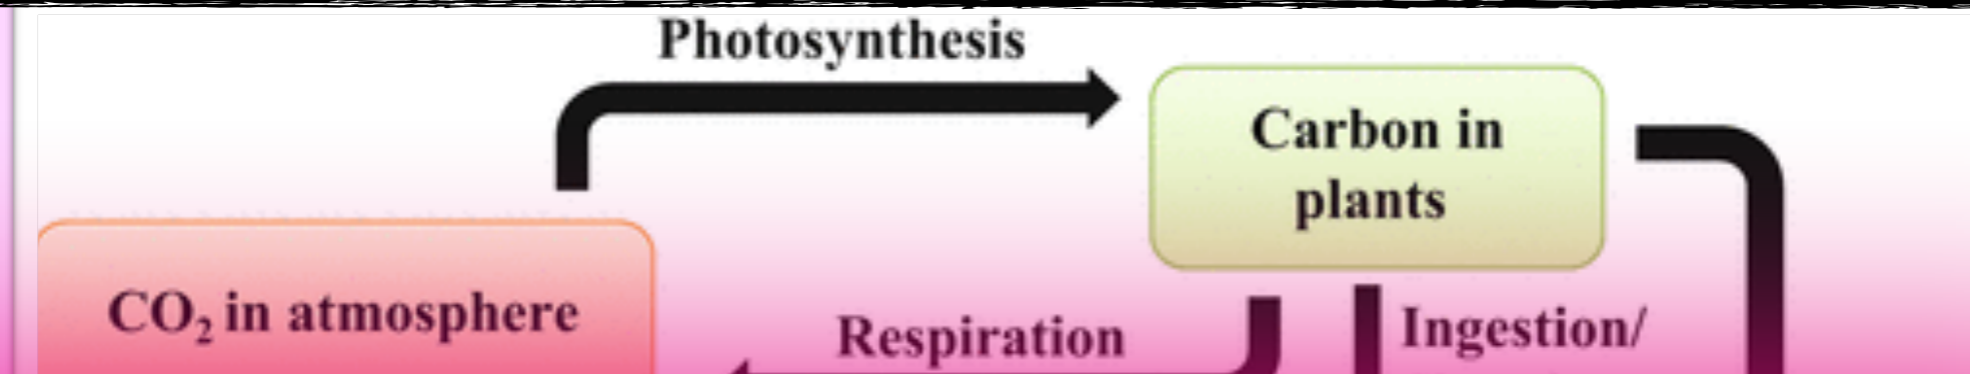 Photosynthesis
Carbon in
plants
CO₂ in atmosphere
Respiration
Ingestion/